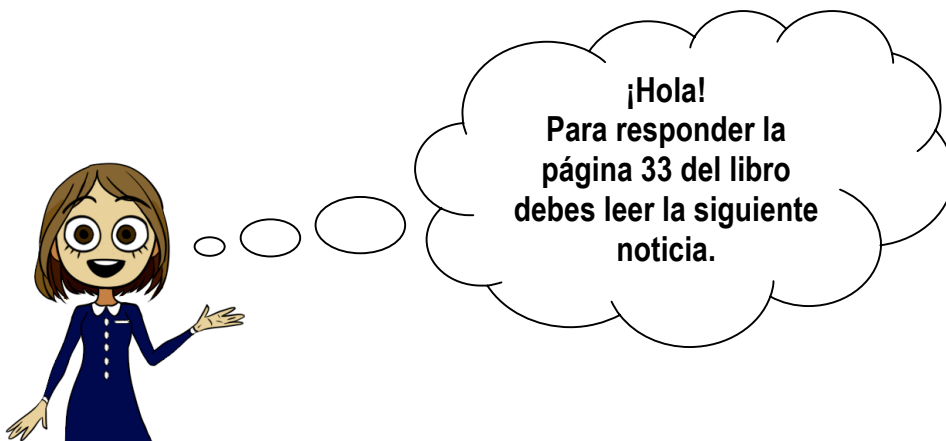 ¡Hola!
Para responder la
página 33 del libro
debes leer la siguiente
noticia.